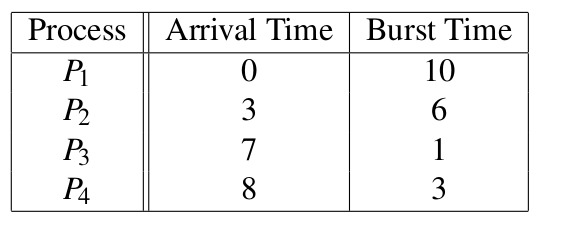 Process Arrival Time Burst Time
P1 0 10
P2 3 6
P3 7 1
P4 8 3